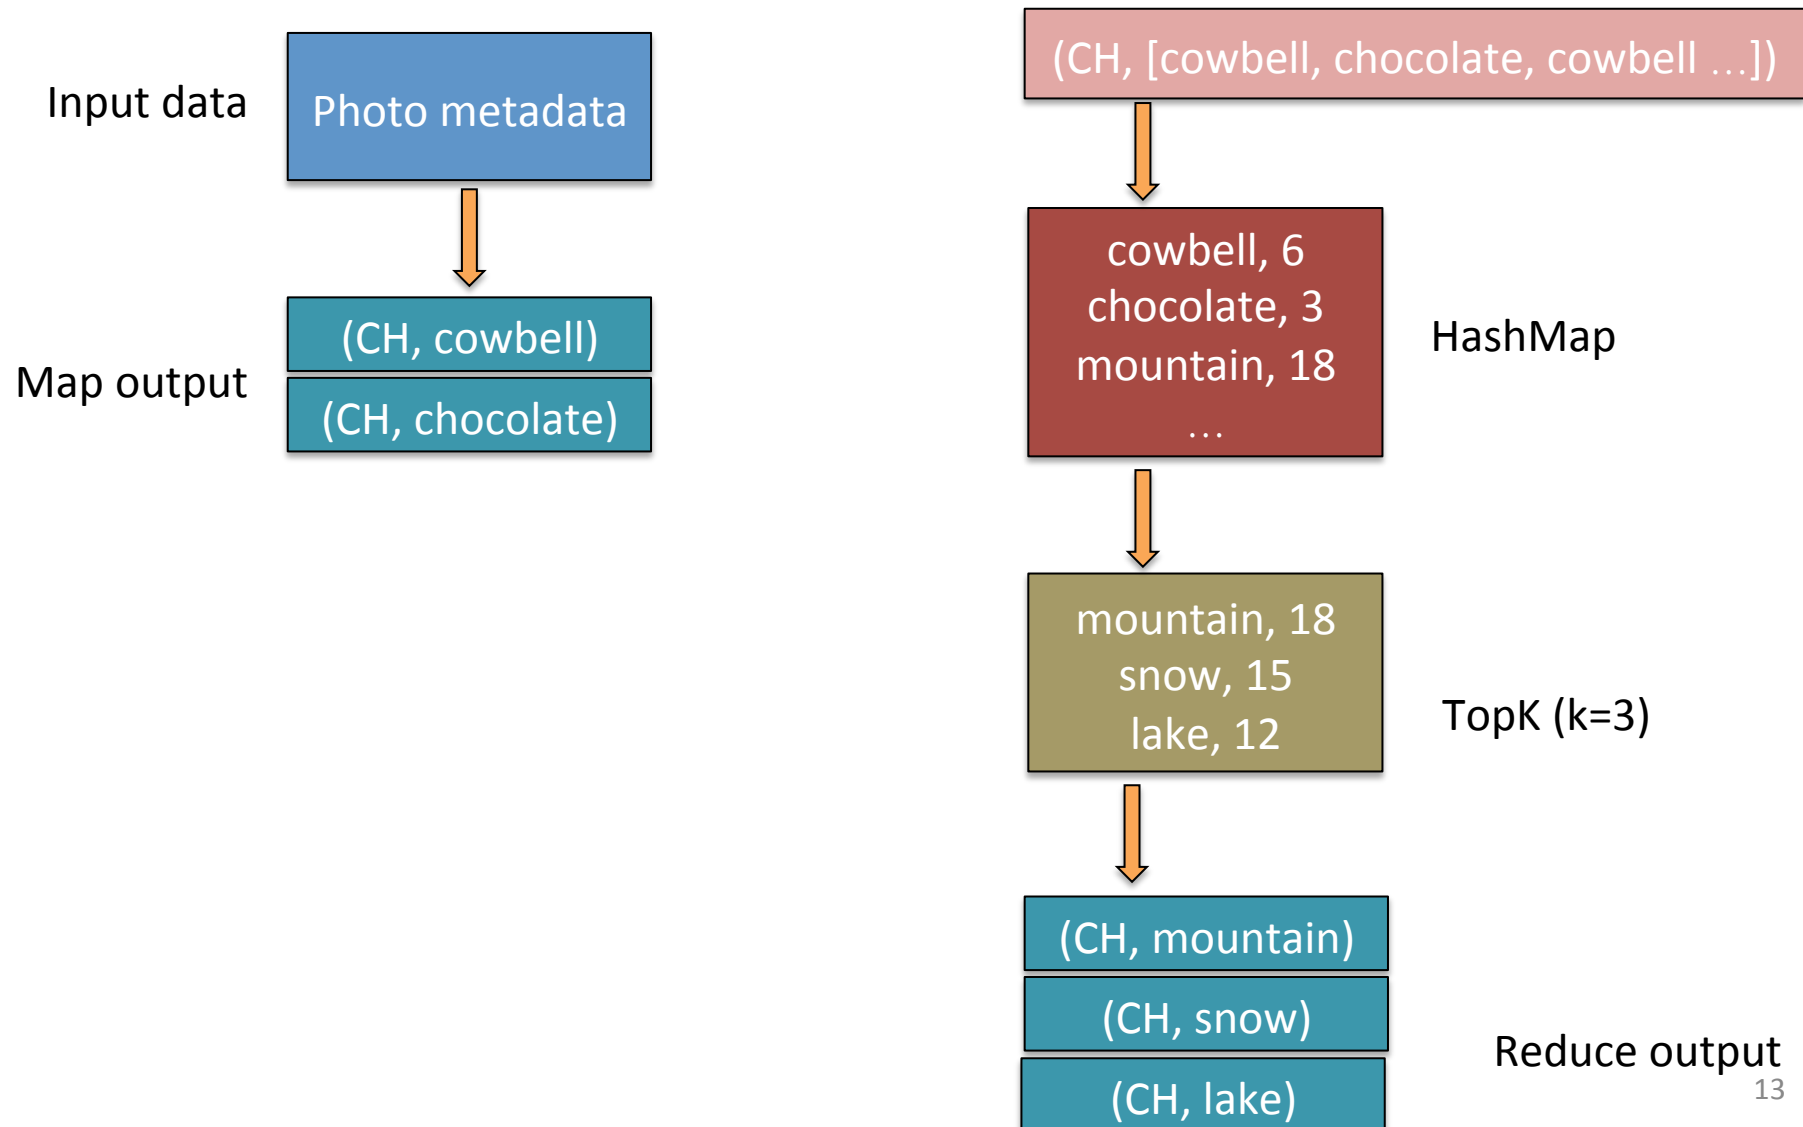 Input data
Photo metadata
Map output
(CH, cowbell)
(CH, chocolate)
(CH, [cowbell, chocolate, cowbell …])
cowbell, 6
chocolate, 3
mountain, 18
…
HashMap
mountain, 18
snow, 15
lake, 12
TopK (k=3)
(CH, mountain)
(CH, snow)
(CH, lake)
Reduce output
13